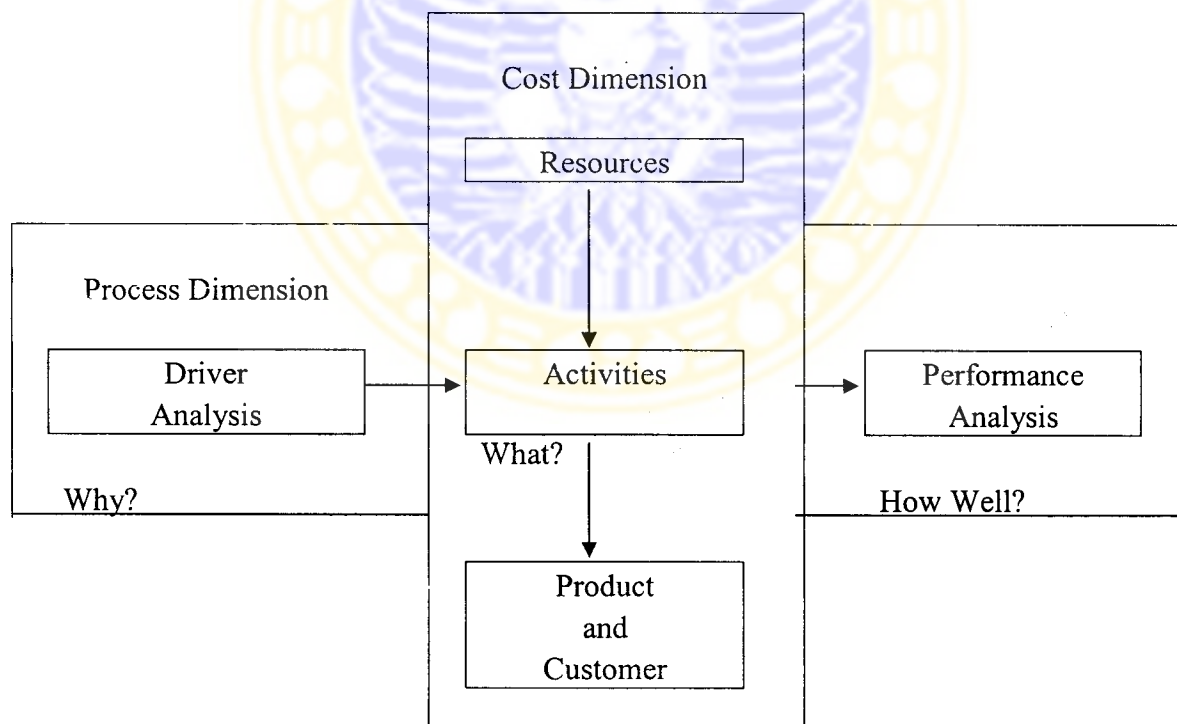 Cost Dimension
Resources
Process Dimension
Driver
Analysis
Activities
Performance
Analysis
What?
Why?
How Well?
Product
and
Customer